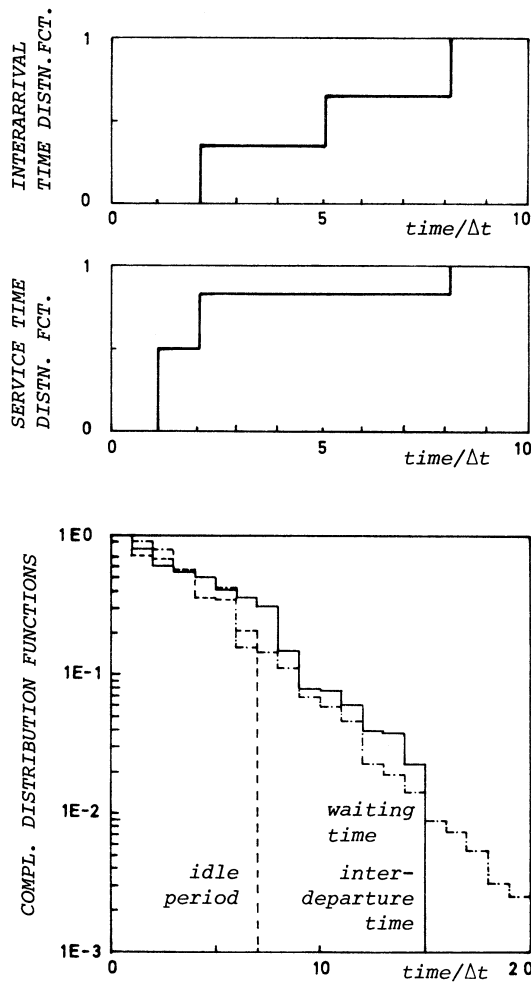 INTERARRIVAL
TIME DISTN.FCT.
1
0
0
5
10
time/Δt
SERVICE TIME
DISTN. FCT.
1
0
0
5
10
time/Δt
COMPL. DISTRIBUTION FUNCTIONS
1E0
1E-1
1E-2
1E-3
waiting
time
idle
period
inter-
departure
time
0
10
20
time/Δt